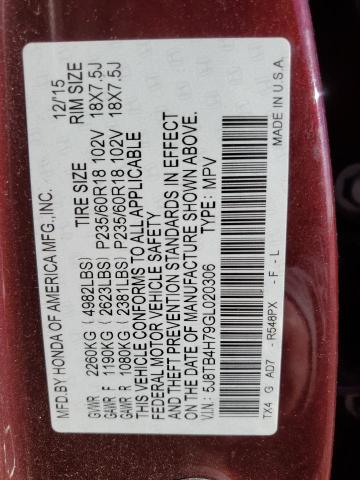 MFD.BY HONDA OF AMERICA MFG.,INC. 12/15
TIRE SIZE RIM SIZE
GVWR 2260KG( 4982LBS)
GAWR F 1190KG( 2623LBS) P235/60R18 102V 18X7.5J
GAWR R 1080KG( 2381LBS) P235/60R18 102V 18X7.5J
THIS VEHICLE CONFORMS TO ALL APPLICABLE
FEDERAL MOTOR VEHICLE SAFETY
AND THEFT PREVENTION STANDARDS IN EFFECT
ON THE DATE OF MANUFACTURE SHOWN ABOVE.
V.I.N.: 5J8TB4H79GL020306 TYPE: MPV
TX4 G AD7 - R548PX - F - L MADE IN U.S.A.